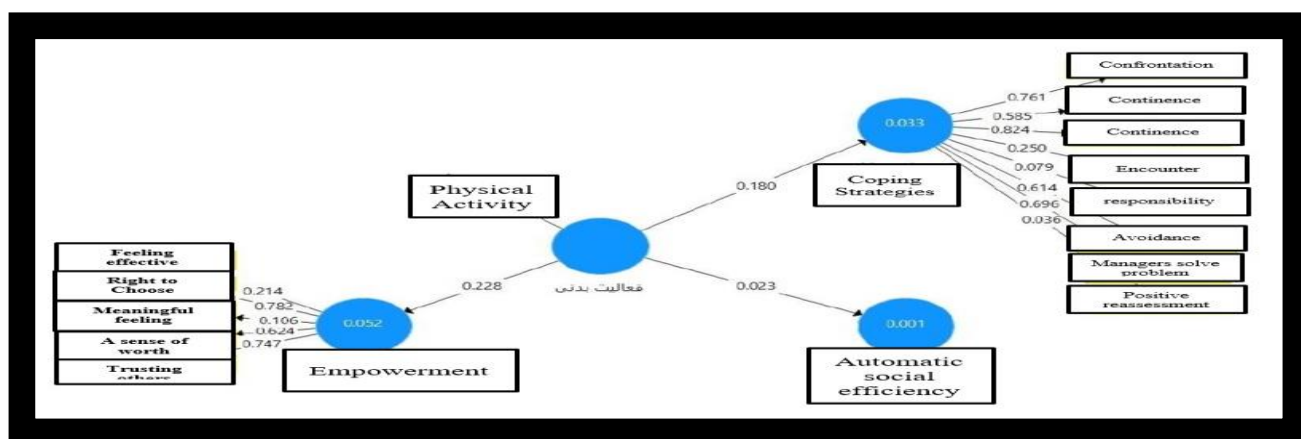 Confrontation
0.761
Continence
0.033
0.585
0.824
Continence
0.250
Encounter
0.079
Coping
Strategies
0.180
Physical
Activity
0.614
responsibility
0.696
0.036
Avoidance
Feeling
effective
Managers solve
problem
Right to
Choose
0.214
0.228
فعالیت بدنی
0.023
Positive
reassessment
0.782
Meaningful
feeling
0.106
0.052
0.001
0.624
A sense of
worth
0.747
Empowerment
Automatic
social
efficiency
Trusting
others